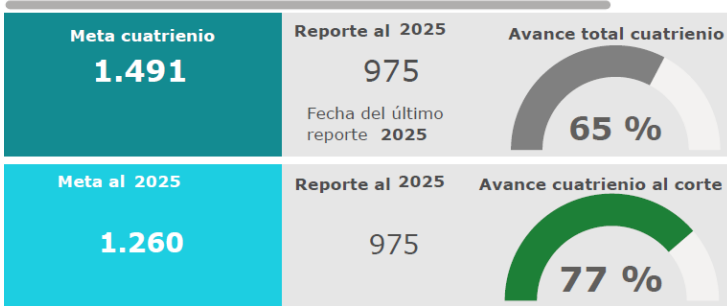 Meta cuatrienio
1.491
Reporte al 2025
975
Fecha del último
reporte 2025
Avance total cuatrienio
65 %
Meta al 2025
1.260
Reporte al 2025
975
Avance cuatrienio al corte
77 %